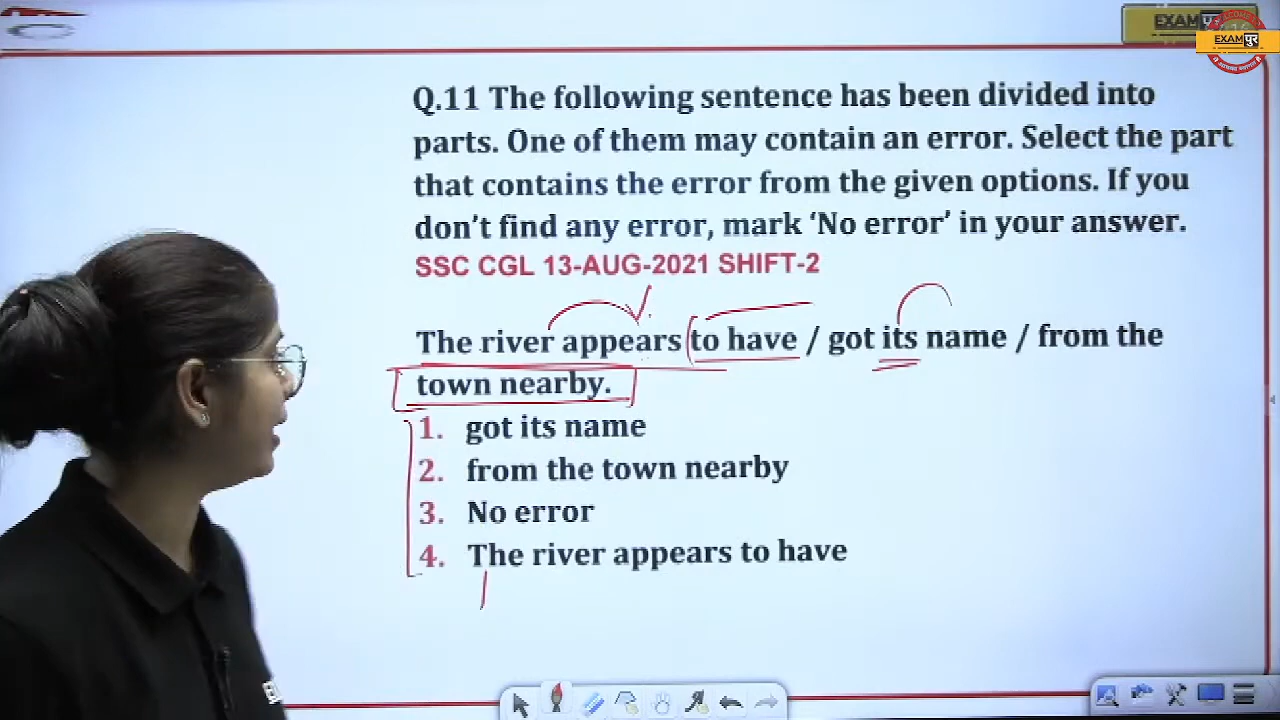 EXAM
EXAMपुर
Q.11 The following sentence has been divided into
parts. One of them may contain an error. Select the part
that contains the error from the given options. If you
don’t find any error, mark ‘No error’ in your answer.
SSC CGL 13-AUG-2021 SHIFT-2
The river appears to have / got its name / from the
town nearby.
1. got its name
2. from the town nearby
3. No error
4. The river appears to have